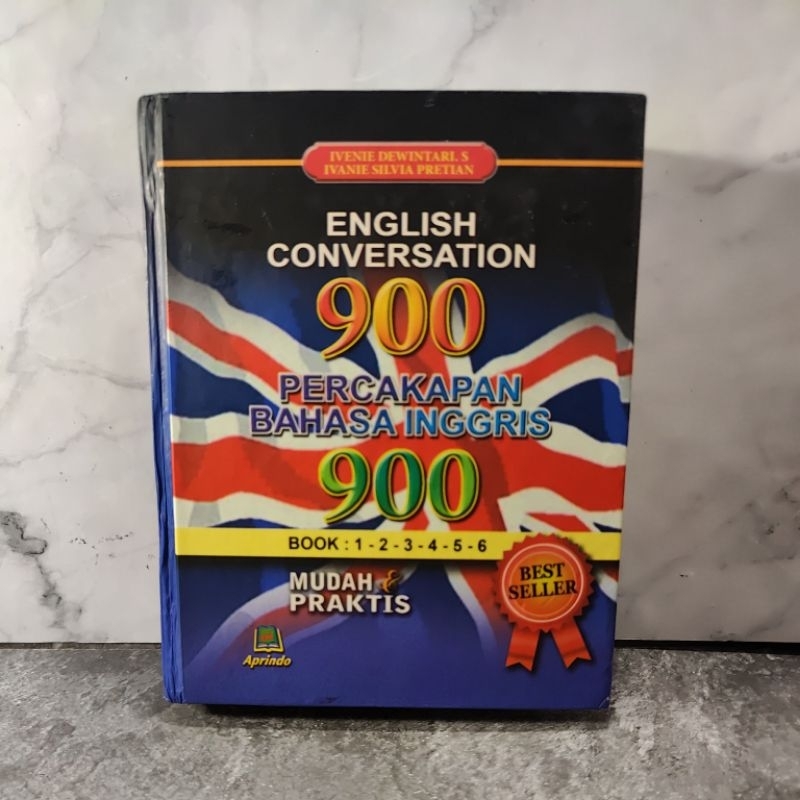 IVENIE DEWINTARI. S
IVANIE SILVIA PRETIAN
ENGLISH
CONVERSATION
900
PERCAKAPAN
BAHASA INGGRIS
900
BOOK : 1 - 2 - 3 - 4 - 5 - 6
MUDAH &
PRAKTIS
BEST
SELLER
Aprindo